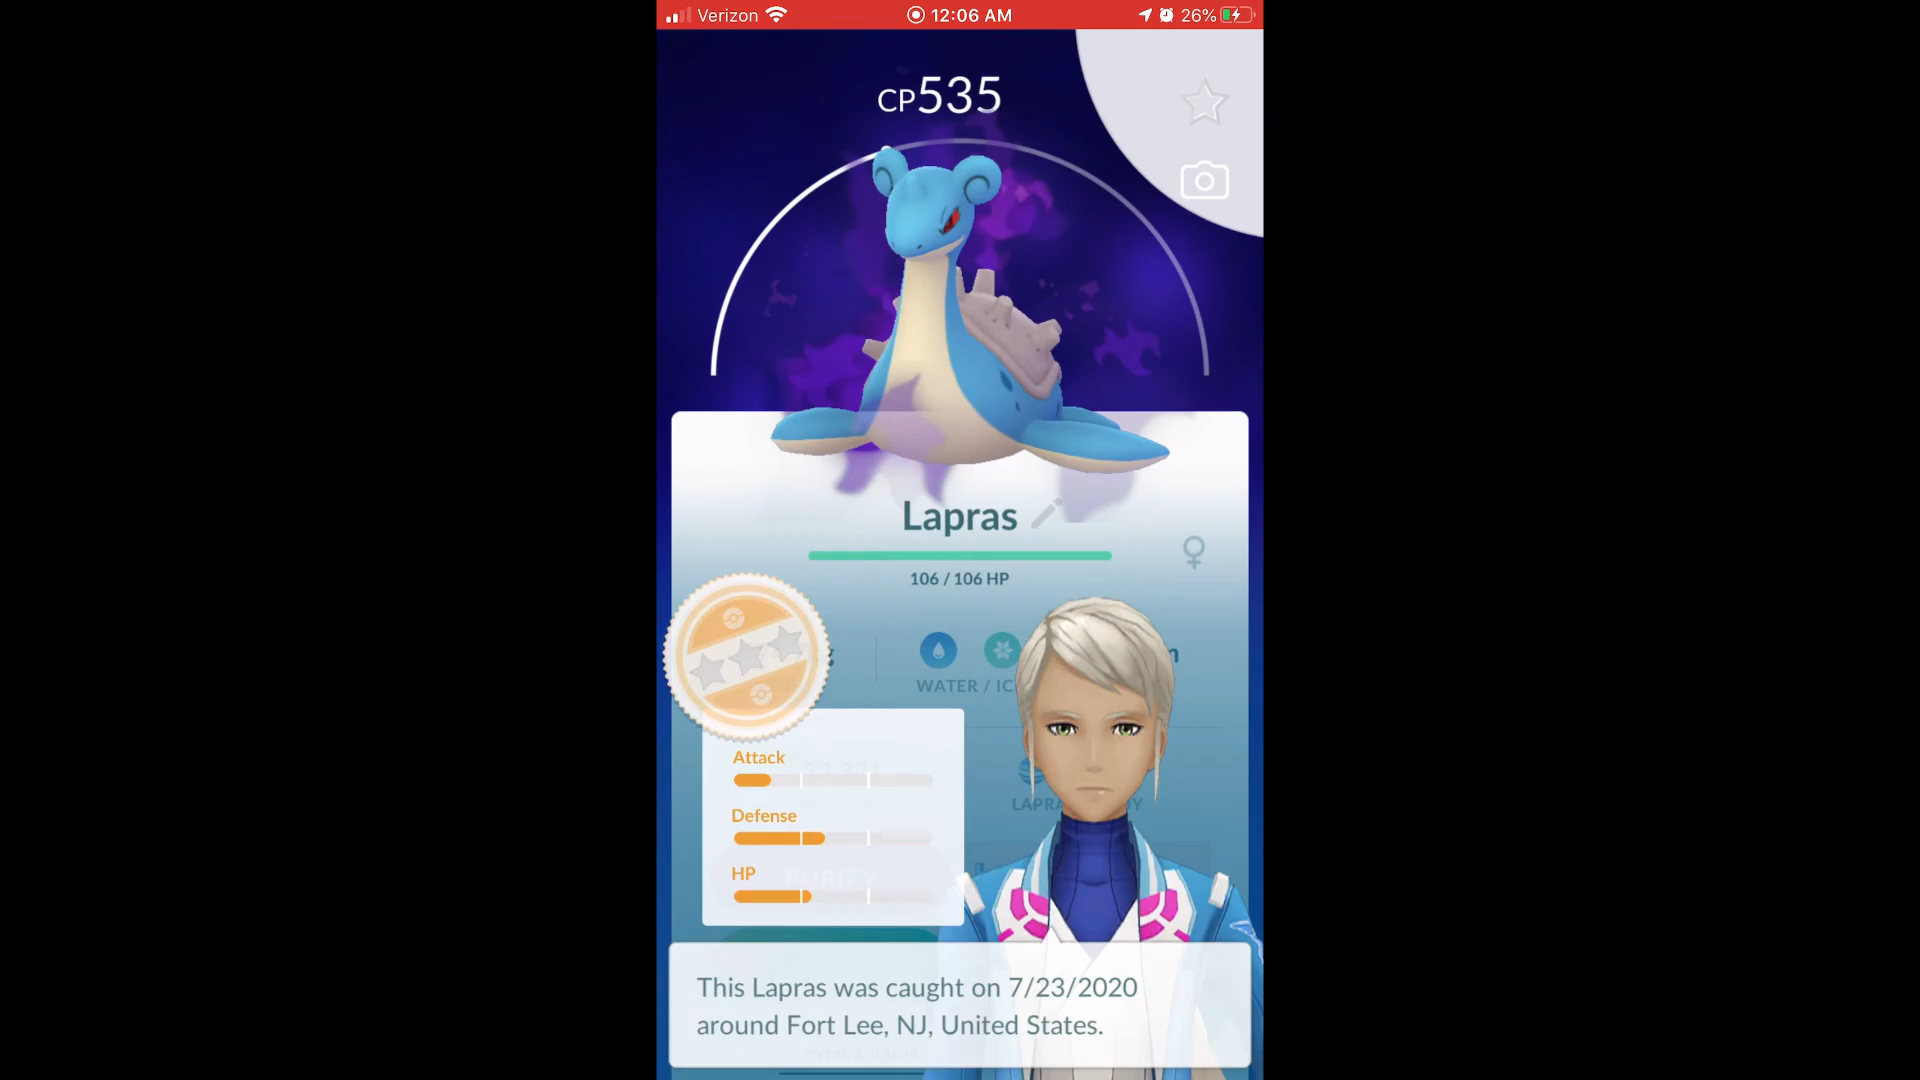 Verizon 12:06 AM 26%
CP535
Lapras
106 / 106 HP
WATER / IC
Attack
Defense
HP
PURIFY
This Lapras was caught on 7/23/2020
around Fort Lee, NJ, United States.